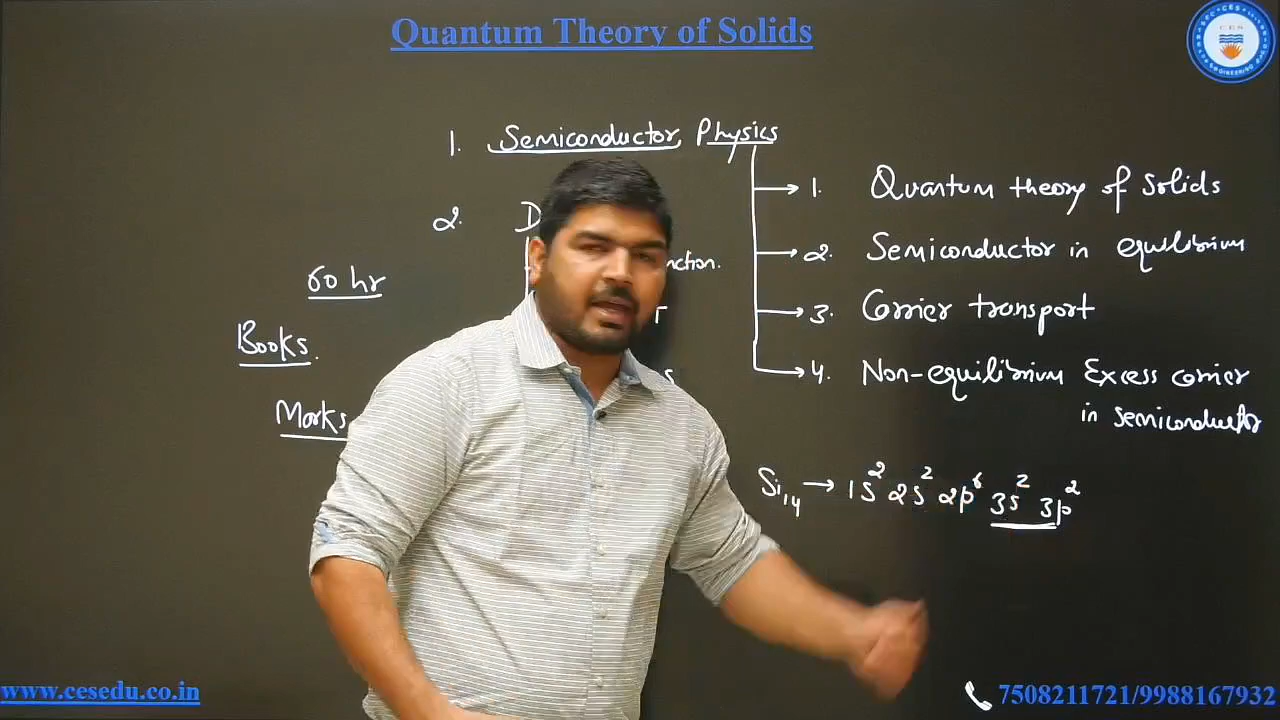 Quantum Theory of Solids
CES
1. Semiconductor Physics
1. Quantum theory of Solids
2. D
2. Semiconductor in equilibrium
nction.
60 hr
3. Carrier transport
Books.
4. Non-equilibrium Excess carrier
in semiconductor
Marks
Si₁₄ → 1s² 2s² 2p⁶ 3s² 3p²
www.cesedu.co.in
7508211721/9988167932